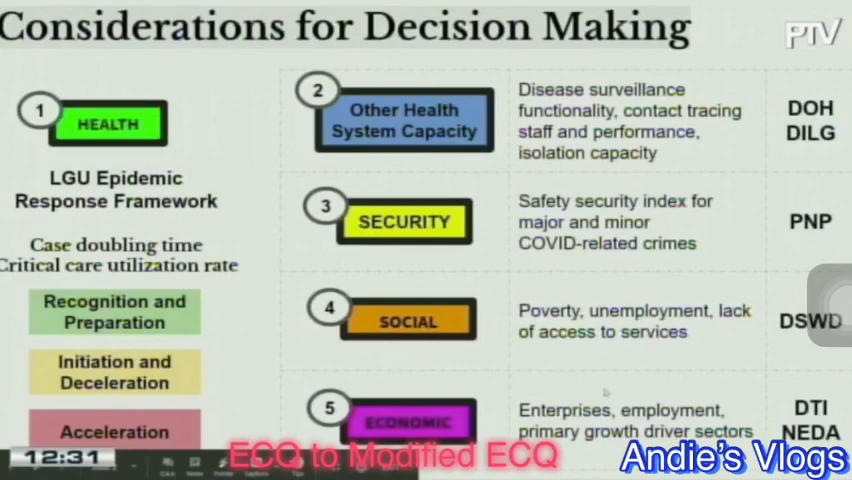 Considerations for Decision Making
PTV
1
HEALTH
LGU Epidemic
Response Framework
Case doubling time
Critical care utilization rate
Recognition and
Preparation
Initiation and
Deceleration
Acceleration
2
Other Health
System Capacity
Disease surveillance
functionality, contact tracing
staff and performance,
isolation capacity
DOH
DILG
3
SECURITY
Safety security index for
major and minor
COVID-related crimes
PNP
4
SOCIAL
Poverty, unemployment, lack
of access to services
DSWD
5
ECONOMIC
Enterprises, employment,
primary growth driver sectors
DTI
NEDA
12:31
ECQ to Modified ECQ
Andie's Vlogs